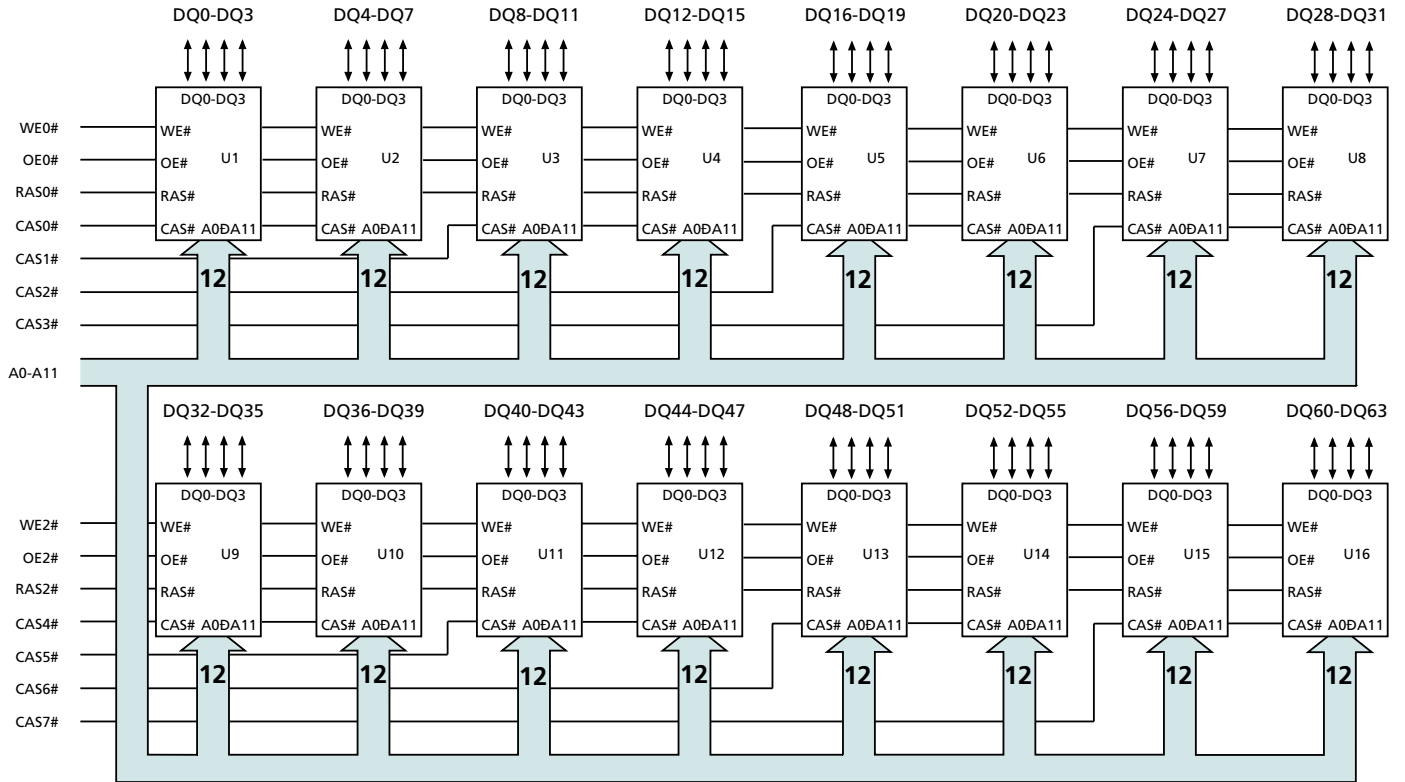 DQ0-DQ3 DQ4-DQ7 DQ8-DQ11 DQ12-DQ15 DQ16-DQ19 DQ20-DQ23 DQ24-DQ27 DQ28-DQ31
DQ0-DQ3 DQ0-DQ3 DQ0-DQ3 DQ0-DQ3 DQ0-DQ3 DQ0-DQ3 DQ0-DQ3 DQ0-DQ3
WE0# WE# WE# WE# WE# WE# WE# WE# WE#
U1 U2 U3 U4 U5 U6 U7 U8
OE0# OE# OE# OE# OE# OE# OE# OE# OE#
RAS0# RAS# RAS# RAS# RAS# RAS# RAS# RAS# RAS#
CAS0# CAS# A0ÐA11 CAS# A0ÐA11 CAS# A0ÐA11 CAS# A0ÐA11 CAS# A0ÐA11 CAS# A0ÐA11 CAS# A0ÐA11 CAS# A0ÐA11
CAS1#
12 12 12 12 12 12 12 12
CAS2#
CAS3#
A0-A11
DQ32-DQ35 DQ36-DQ39 DQ40-DQ43 DQ44-DQ47 DQ48-DQ51 DQ52-DQ55 DQ56-DQ59 DQ60-DQ63
DQ0-DQ3 DQ0-DQ3 DQ0-DQ3 DQ0-DQ3 DQ0-DQ3 DQ0-DQ3 DQ0-DQ3 DQ0-DQ3
WE2# WE# WE# WE# WE# WE# WE# WE# WE#
U9 U10 U11 U12 U13 U14 U15 U16
OE2# OE# OE# OE# OE# OE# OE# OE# OE#
RAS2# RAS# RAS# RAS# RAS# RAS# RAS# RAS# RAS#
CAS4# CAS# A0ÐA11 CAS# A0ÐA11 CAS# A0ÐA11 CAS# A0ÐA11 CAS# A0ÐA11 CAS# A0ÐA11 CAS# A0ÐA11 CAS# A0ÐA11
CAS5#
12 12 12 12 12 12 12 12
CAS6#
CAS7#